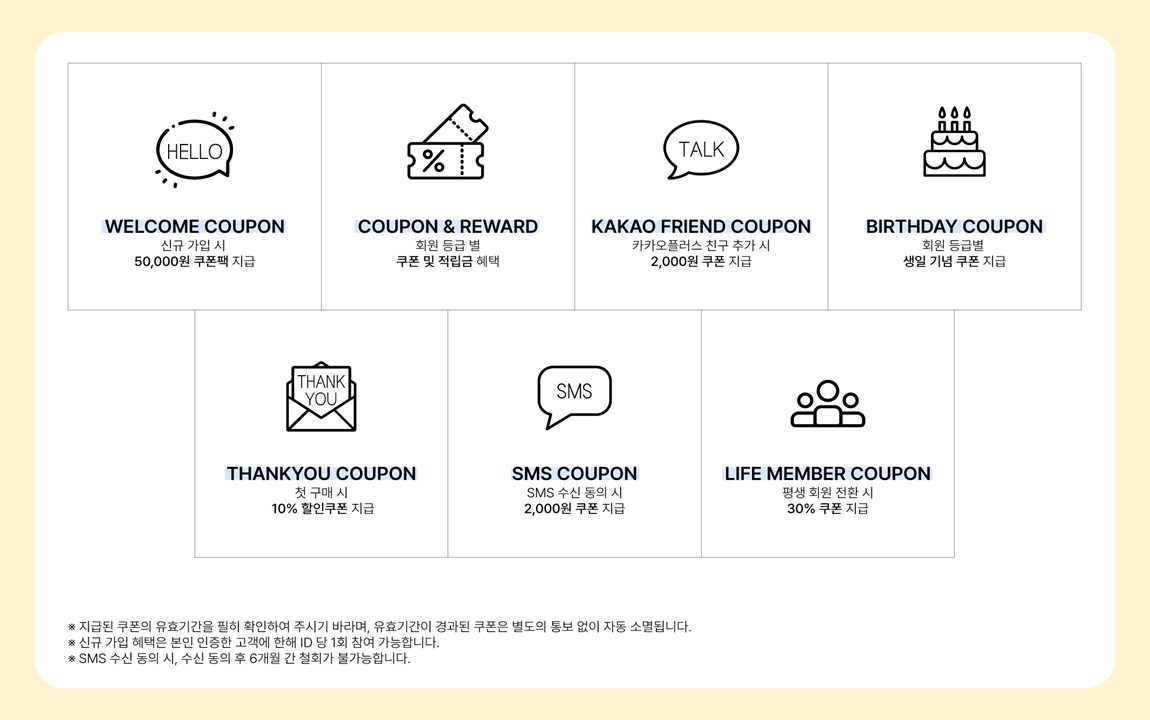 HELLO
WELCOME COUPON
신규 가입 시
50,000원 쿠폰팩 지급
%
COUPON & REWARD
회원 등급 별
쿠폰 및 적립금 혜택
TALK
KAKAO FRIEND COUPON
카카오플러스 친구 추가 시
2,000원 쿠폰 지급
BIRTHDAY COUPON
회원 등급별
생일 기념 쿠폰 지급
THANK
YOU
THANKYOU COUPON
첫 구매 시
10% 할인쿠폰 지급
SMS
SMS COUPON
SMS 수신 동의 시
2,000원 쿠폰 지급
LIFE MEMBER COUPON
평생 회원 전환 시
30% 쿠폰 지급
※ 지급된 쿠폰의 유효기간을 필히 확인하여 주시기 바라며, 유효기간이 경과된 쿠폰은 별도의 통보 없이 자동 소멸됩니다.
※ 신규 가입 혜택은 본인 인증한 고객에 한해 ID 당 1회 참여 가능합니다.
※ SMS 수신 동의 시, 수신 동의 후 6개월 간 철회가 불가능합니다.